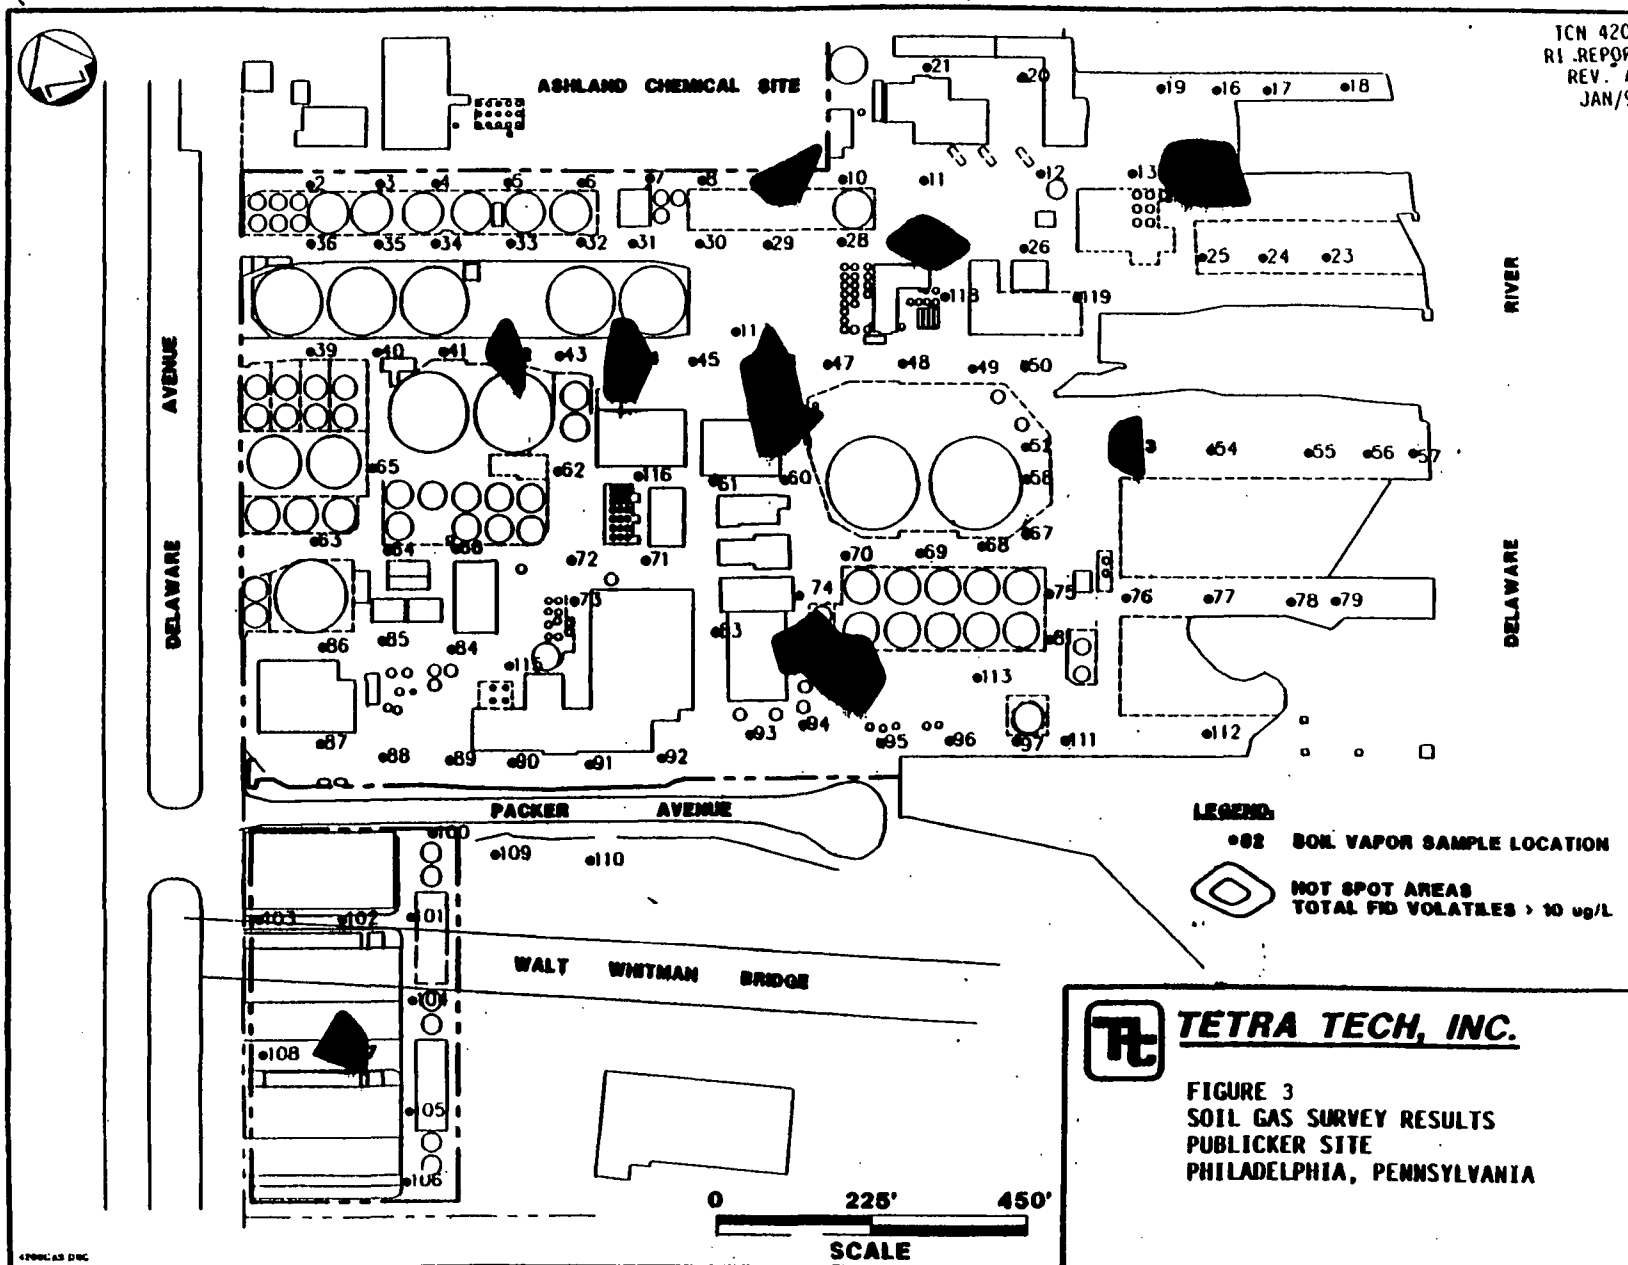 TCN 420
RI REPOR
REV.
JAN/9
ASHLAND CHEMICAL SITE
21
20
19 16 17 18
2 3 4 5 6 7 8 10 11 12 13
36 35 34 33 32 31 30 29 28 26 25 24 23
118 119
11
39 40 41 43 45 47 48 49 50
65 62 116 61 60 58 54 55 56 57
63 72 71 70 69 68 67
73 74 75 76 77 78 79
86 85 84 83 113
115
87 88 89 90 91 92 93 94 95 96 97 111 112
AVENUE
DELAWARE
RIVER
DELAWARE
PACKER AVENUE
100
109 110
103 102 101
WALT WHITMAN BRIDGE
104
108
105
106
LEGEND:
82 SOIL VAPOR SAMPLE LOCATION
HOT SPOT AREAS
TOTAL FID VOLATILES > 10 ug/L
TETRA TECH, INC.
FIGURE 3
SOIL GAS SURVEY RESULTS
PUBLICKER SITE
PHILADELPHIA, PENNSYLVANIA
0 225' 450'
SCALE